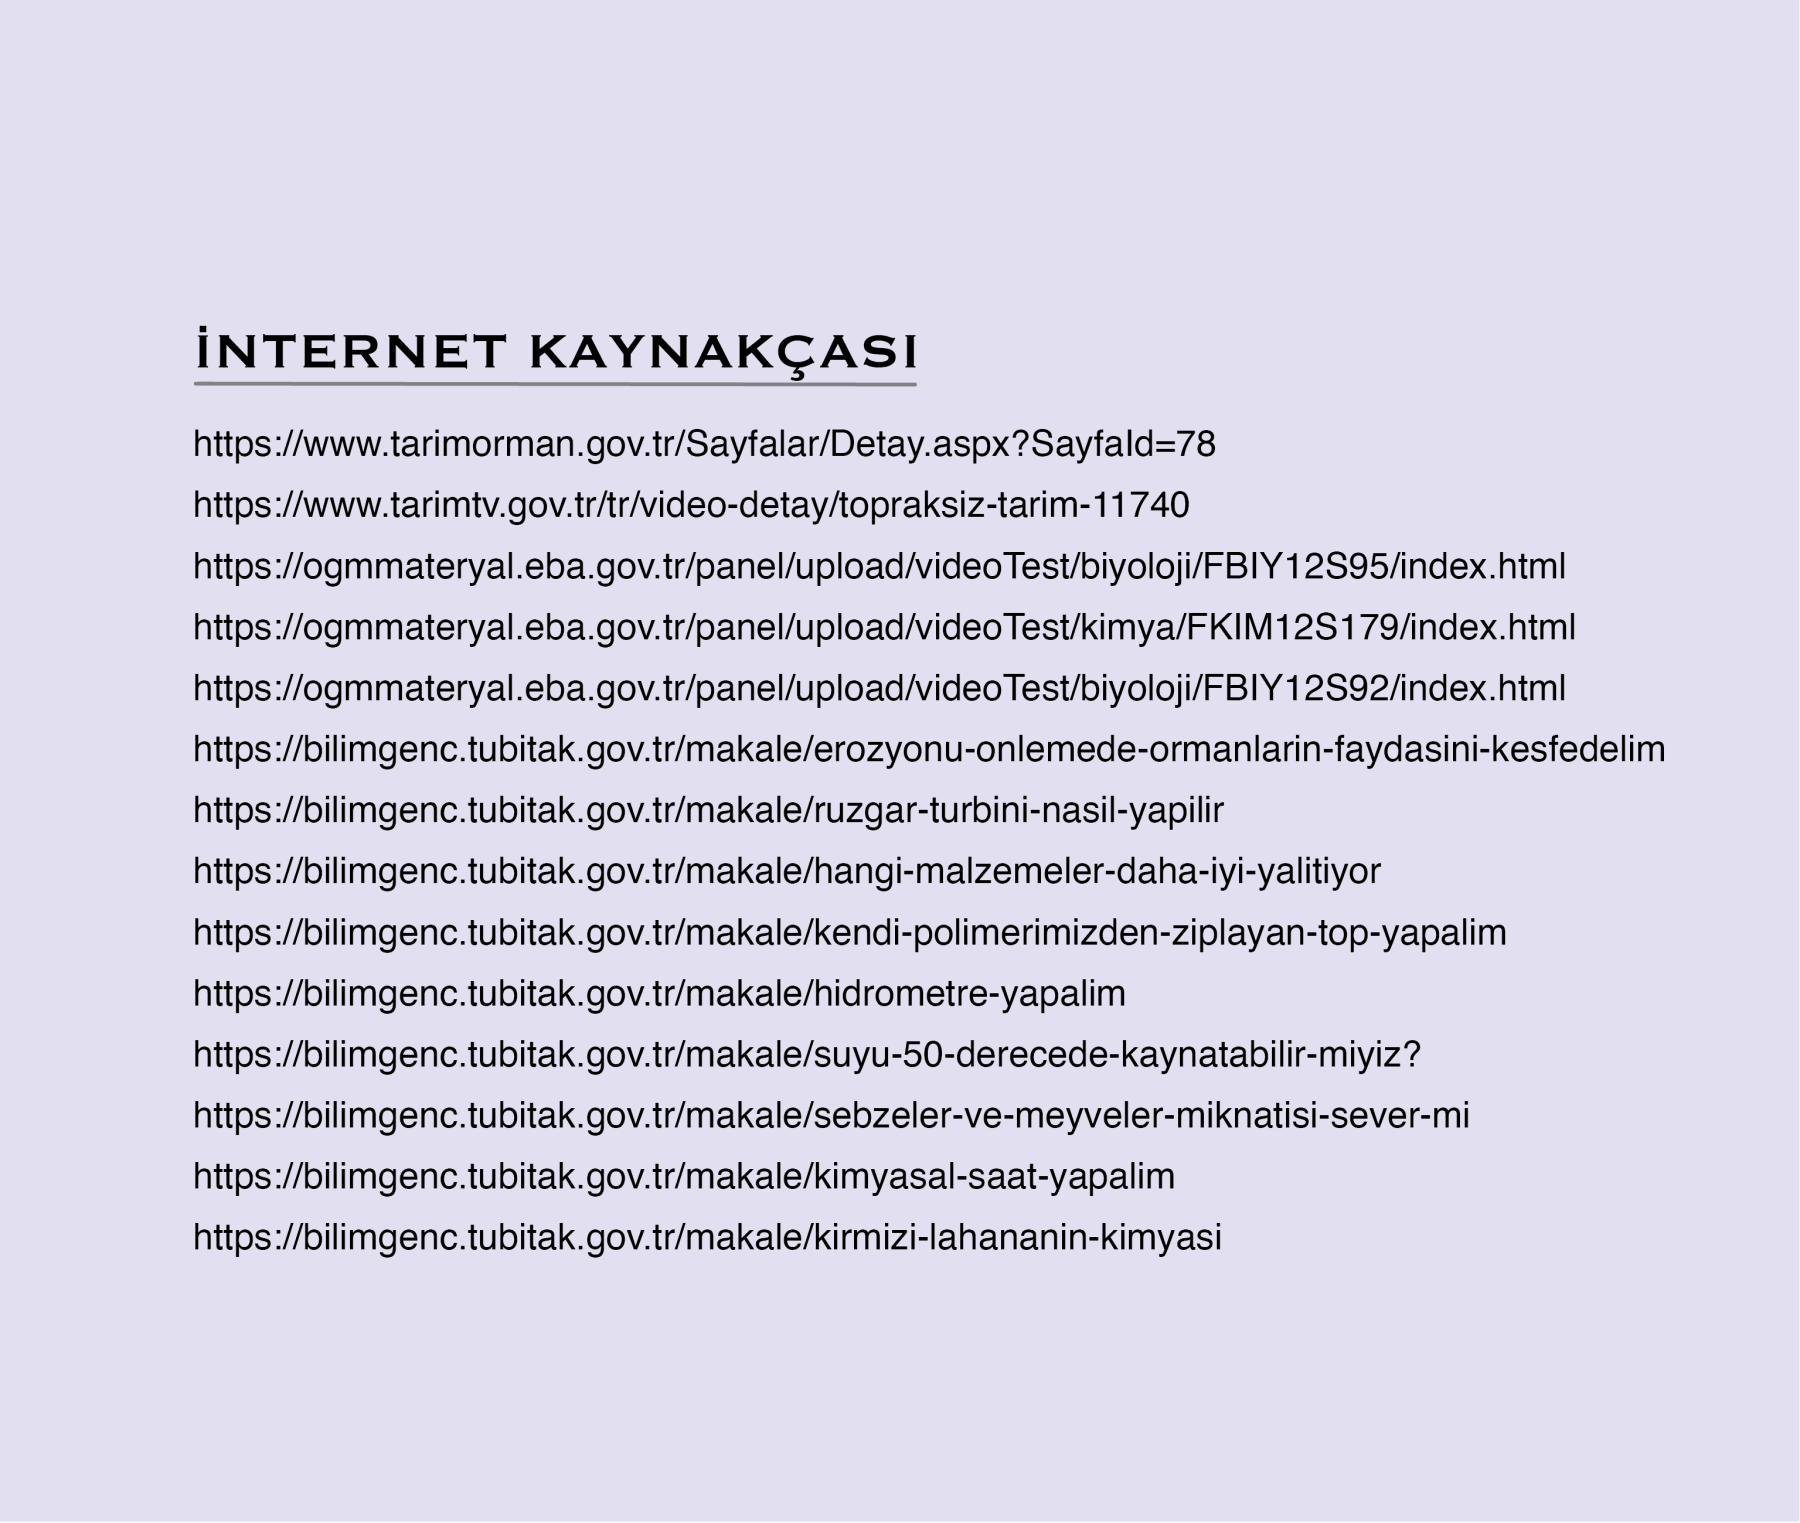 İNTERNET KAYNAKÇASI
https://www.tarimorman.gov.tr/Sayfalar/Detay.aspx?SayfaId=78
https://www.tarimtv.gov.tr/tr/video-detay/topraksiz-tarim-11740
https://ogmmateryal.eba.gov.tr/panel/upload/videoTest/biyoloji/FBIY12S95/index.html
https://ogmmateryal.eba.gov.tr/panel/upload/videoTest/kimya/FKIM12S179/index.html
https://ogmmateryal.eba.gov.tr/panel/upload/videoTest/biyoloji/FBIY12S92/index.html
https://bilimgenc.tubitak.gov.tr/makale/erozyonu-onlemede-ormanlarin-faydasini-kesfedelim
https://bilimgenc.tubitak.gov.tr/makale/ruzgar-turbini-nasil-yapilir
https://bilimgenc.tubitak.gov.tr/makale/hangi-malzemeler-daha-iyi-yalitiyor
https://bilimgenc.tubitak.gov.tr/makale/kendi-polimerimizden-ziplayan-top-yapalim
https://bilimgenc.tubitak.gov.tr/makale/hidrometre-yapalim
https://bilimgenc.tubitak.gov.tr/makale/suyu-50-derecede-kaynatabilir-miyiz?
https://bilimgenc.tubitak.gov.tr/makale/sebzeler-ve-meyveler-miknatisi-sever-mi
https://bilimgenc.tubitak.gov.tr/makale/kimyasal-saat-yapalim
https://bilimgenc.tubitak.gov.tr/makale/kirmizi-lahananin-kimyasi